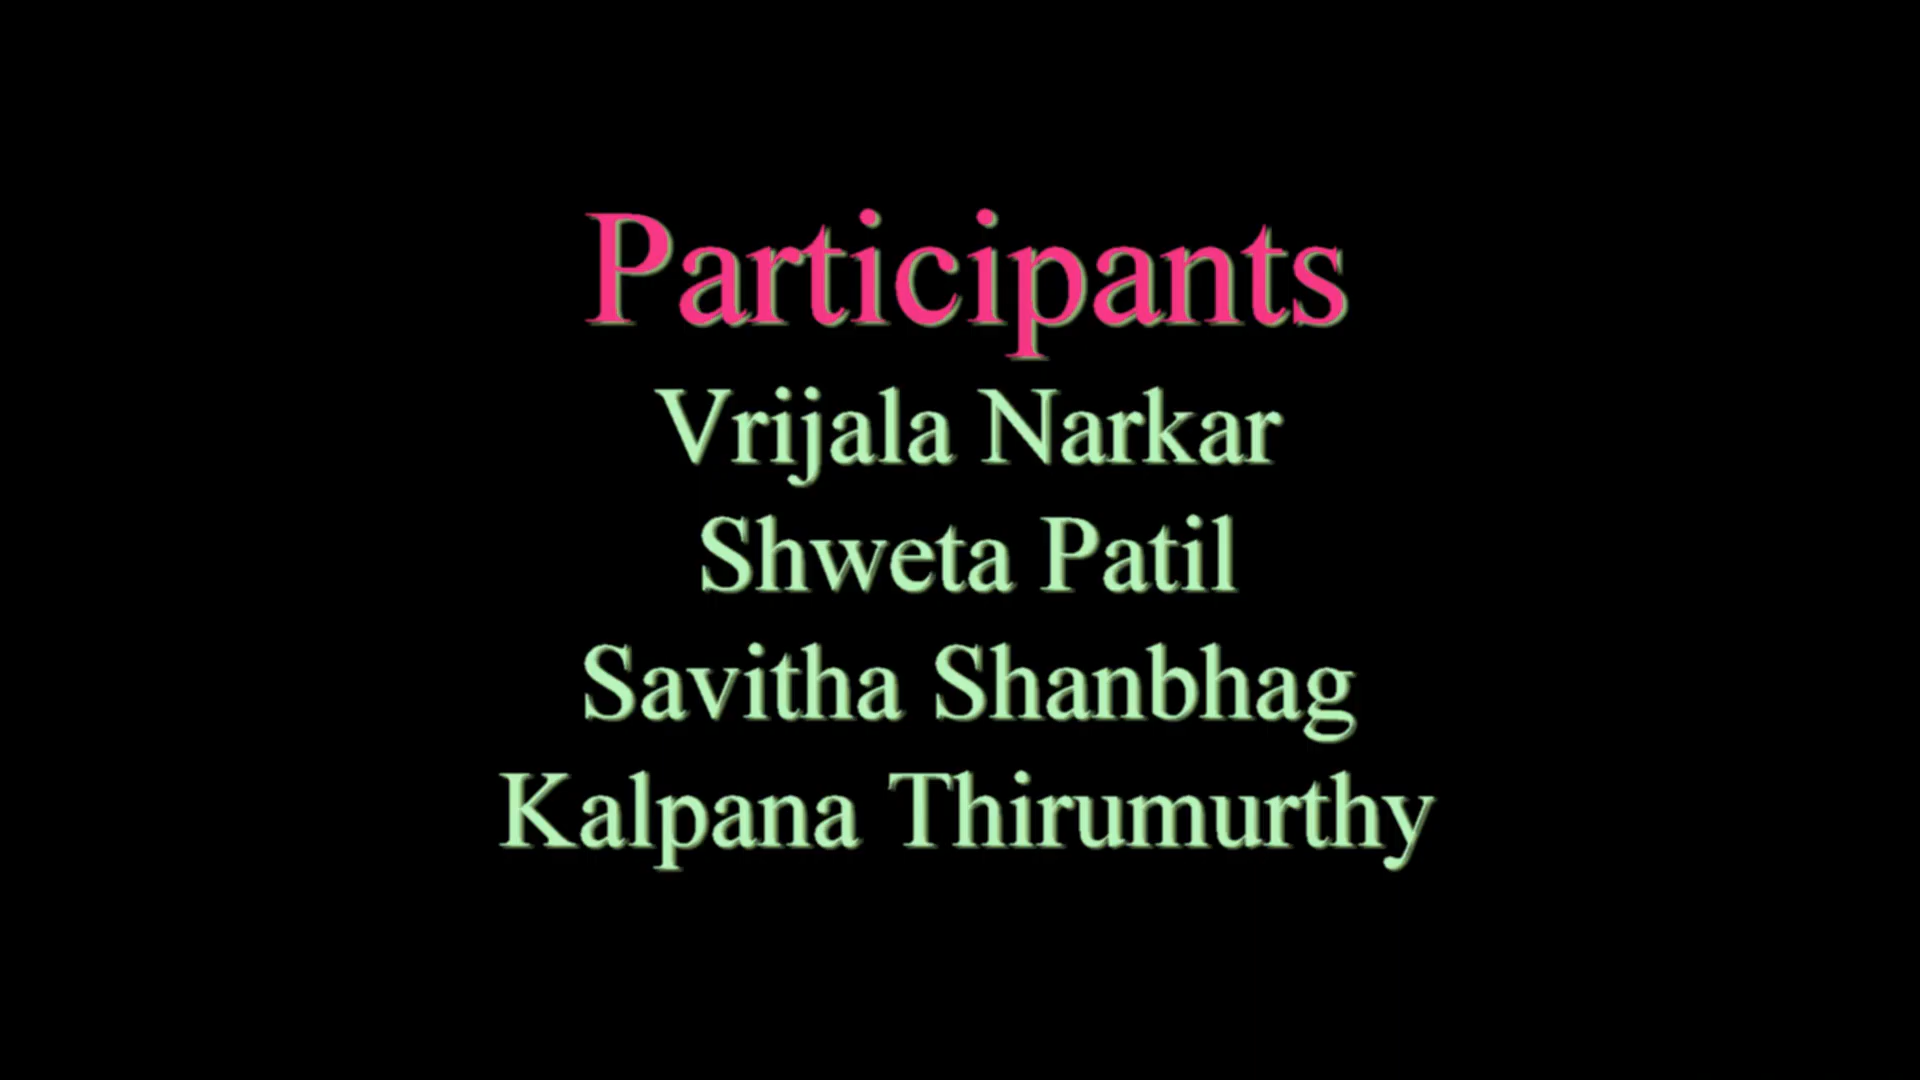 Participants
Vrijala Narkar
Shweta Patil
Savitha Shanbhag
Kalpana Thirumurthy